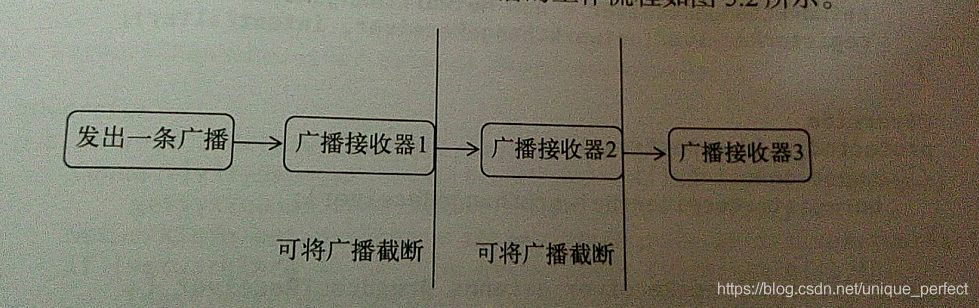 工作流程如图5.2所示。
发出一条广播
广播接收器1
广播接收器2
广播接收器3
可将广播截断
可将广播截断
https://blog.csdn.net/unique_perfect